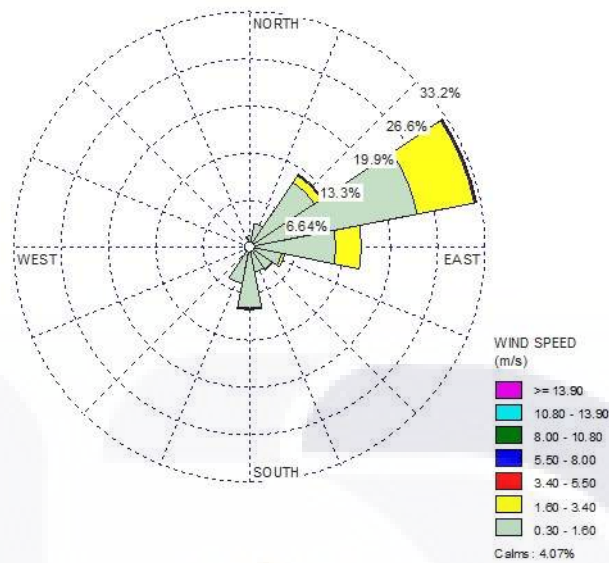 NORTH
33.2%
26.6%
19.9%
13.3%
6.64%
WEST
EAST
SOUTH
WIND SPEED
(m/s)
>= 13.90
10.80 - 13.90
8.00 - 10.80
5.50 - 8.00
3.40 - 5.50
1.60 - 3.40
0.30 - 1.60
Calms: 4.07%